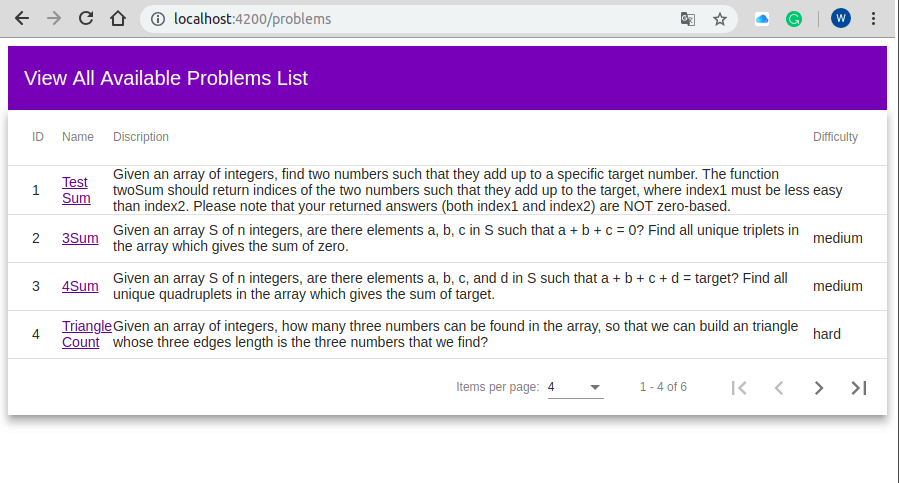 localhost:4200/problems
W
View All Available Problems List
ID Name Discription Difficulty
1 Test Sum Given an array of integers, find two numbers such that they add up to a specific target number. The function
twoSum should return indices of the two numbers such that they add up to the target, where index1 must be less easy
than index2. Please note that your returned answers (both index1 and index2) are NOT zero-based.
2 3Sum Given an array S of n integers, are there elements a, b, c in S such that a + b + c = 0? Find all unique triplets in medium
the array which gives the sum of zero.
3 4Sum Given an array S of n integers, are there elements a, b, c, and d in S such that a + b + c + d = target? Find all medium
unique quadruplets in the array which gives the sum of target.
4 Triangle Count Given an array of integers, how many three numbers can be found in the array, so that we can build an triangle hard
whose three edges length is the three numbers that we find?
Items per page: 4 1 - 4 of 6